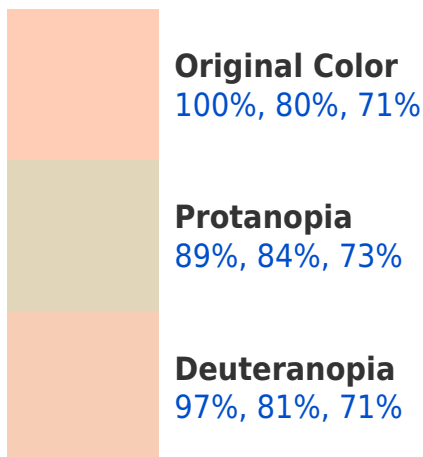 Original Color
100%, 80%, 71%
Protanopia
89%, 84%, 73%
Deuteranopia
97%, 81%, 71%